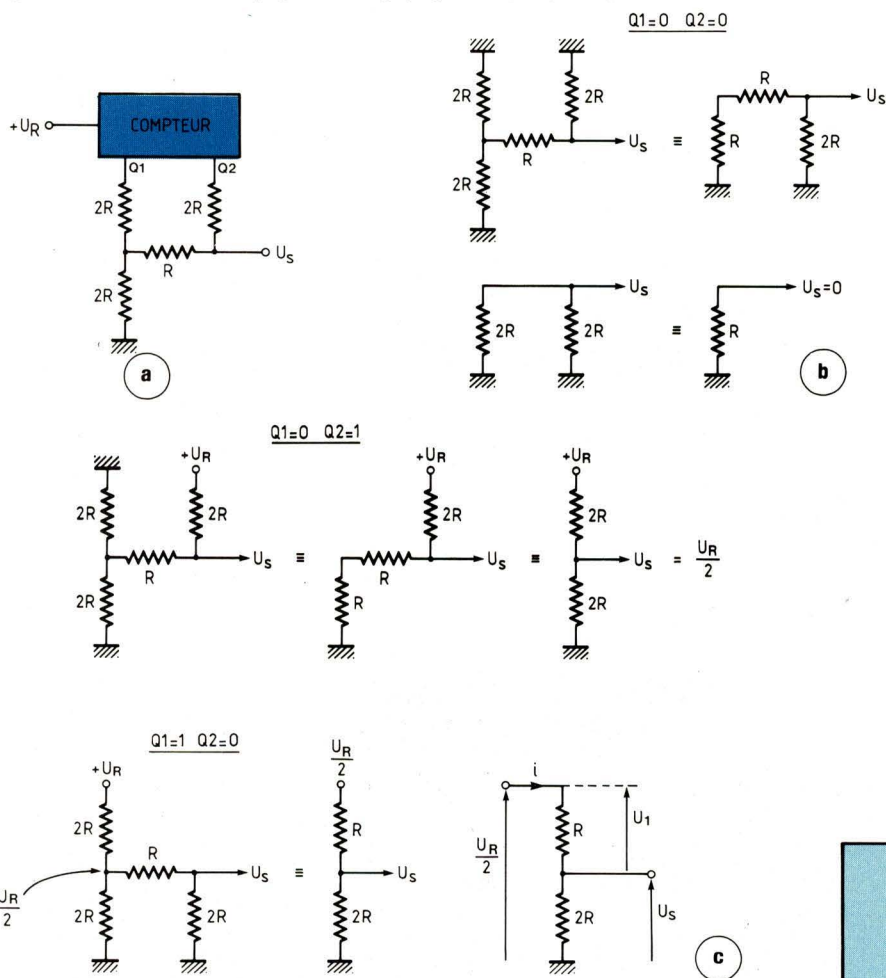 Q1=0 Q2=0
+UR
COMPTEUR
Q1
Q2
2R
2R
US
R
2R
a
2R
2R
R
US
2R
≡
R
US
R
2R
US
2R
2R
≡
US=0
R
b
Q1=0 Q2=1
+UR
2R
2R
US
R
2R
≡
+UR
2R
R
US
R
≡
+UR
2R
US
2R
= UR
2
Q1=1 Q2=0
+UR
2R
R
US
UR
2
2R
2R
≡
UR
2
R
US
2R
i
R
U1
UR
2
2R
US
c